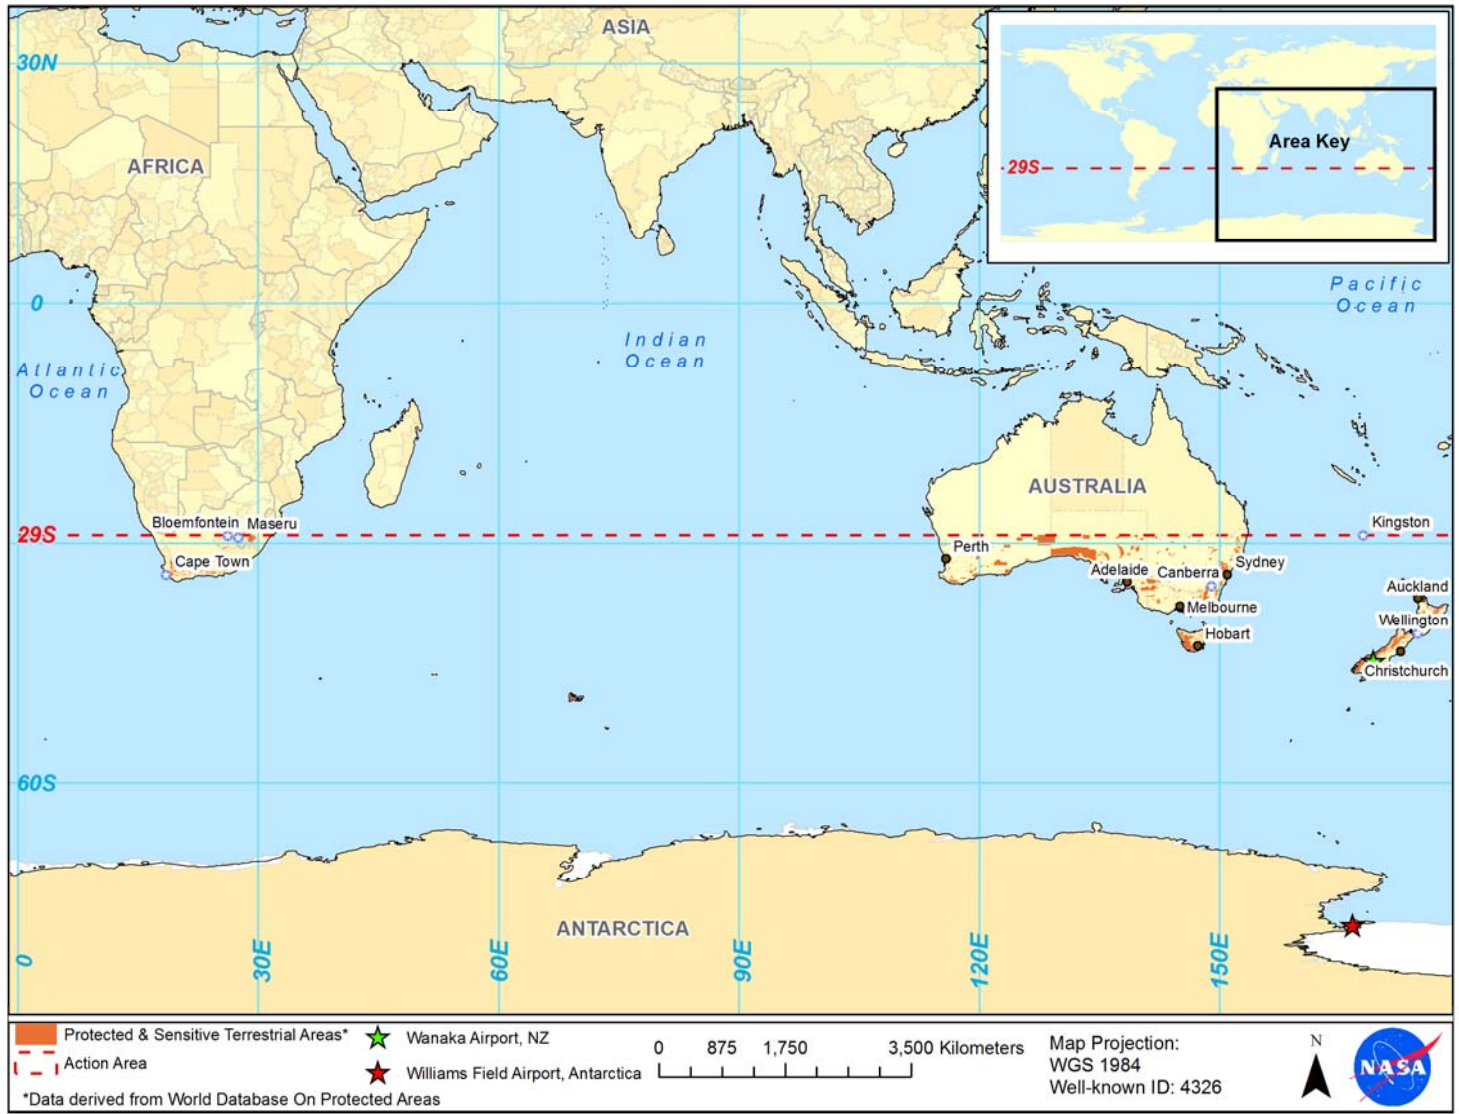 ASIA
30N
AFRICA
Area Key
29S
Pacific
Ocean
0
Indian
Ocean
Atlantic
Ocean
AUSTRALIA
Bloemfontein
Maseru
Kingston
29S
Perth
Cape Town
Adelaide
Canberra
Sydney
Auckland
Melbourne
Wellington
Hobart
Christchurch
60S
ANTARCTICA
0
30E
60E
90E
120E
150E
Protected & Sensitive Terrestrial Areas*
Action Area
*Data derived from World Database On Protected Areas
Wanaka Airport, NZ
Williams Field Airport, Antarctica
0 875 1,750 3,500 Kilometers
Map Projection:
WGS 1984
Well-known ID: 4326
N
NASA